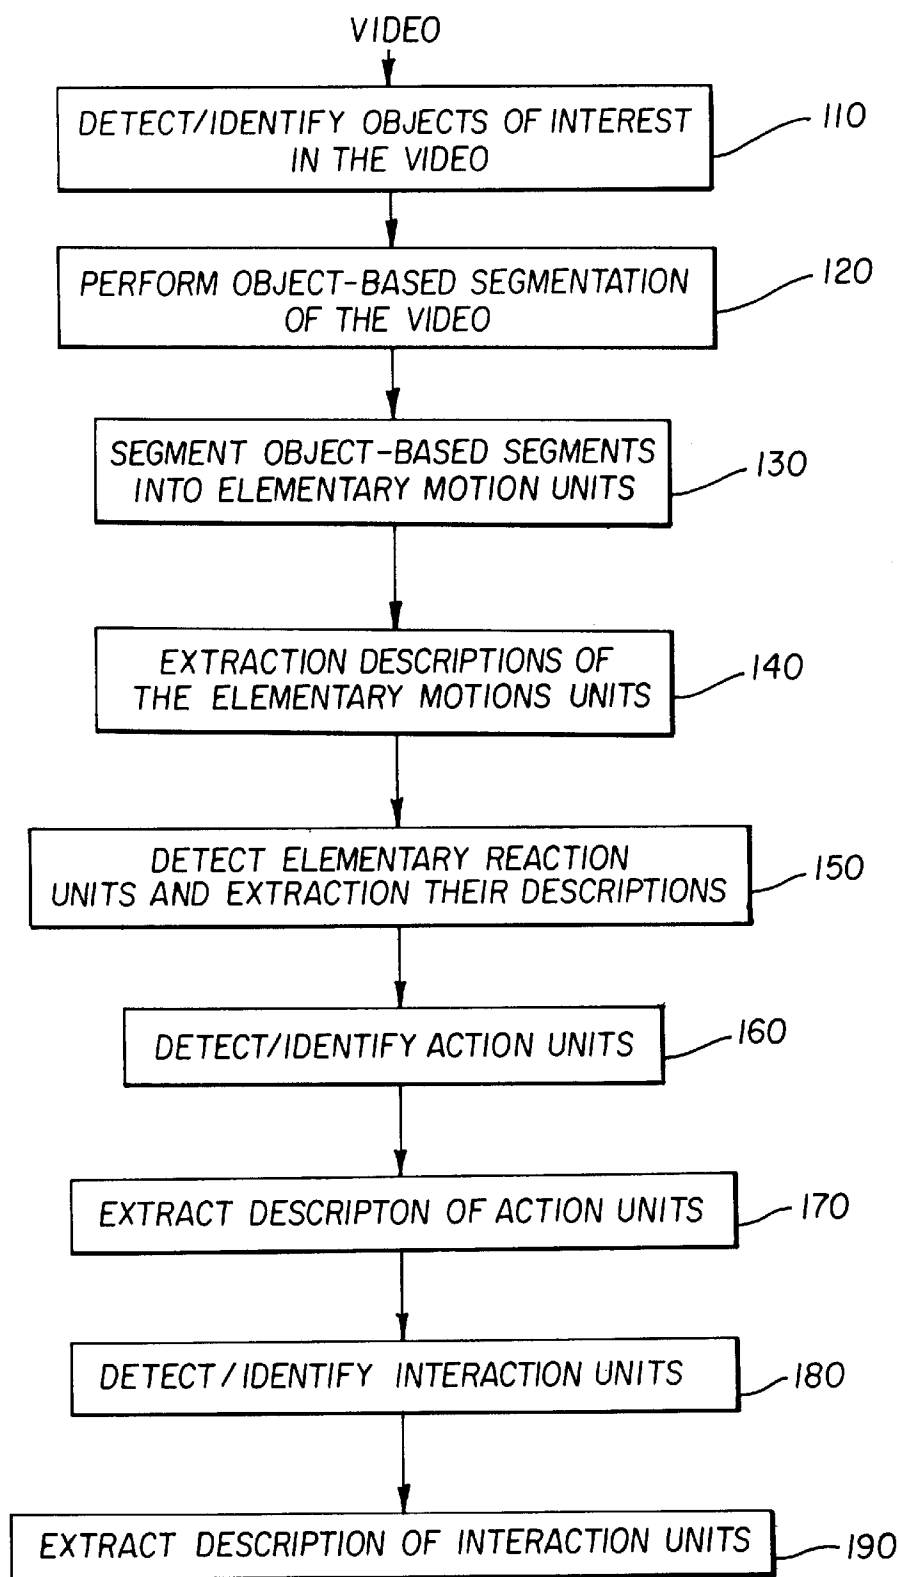 VIDEO
DETECT/IDENTIFY OBJECTS OF INTEREST
IN THE VIDEO
110
PERFORM OBJECT-BASED SEGMENTATION
OF THE VIDEO
120
SEGMENT OBJECT-BASED SEGMENTS
INTO ELEMENTARY MOTION UNITS
130
EXTRACTION DESCRIPTIONS OF
THE ELEMENTARY MOTIONS UNITS
140
DETECT ELEMENTARY REACTION
UNITS AND EXTRACTION THEIR DESCRIPTIONS
150
DETECT/IDENTIFY ACTION UNITS
160
EXTRACT DESCRIPTON OF ACTION UNITS
170
DETECT / IDENTIFY INTERACTION UNITS
180
EXTRACT DESCRIPTION OF INTERACTION UNITS
190